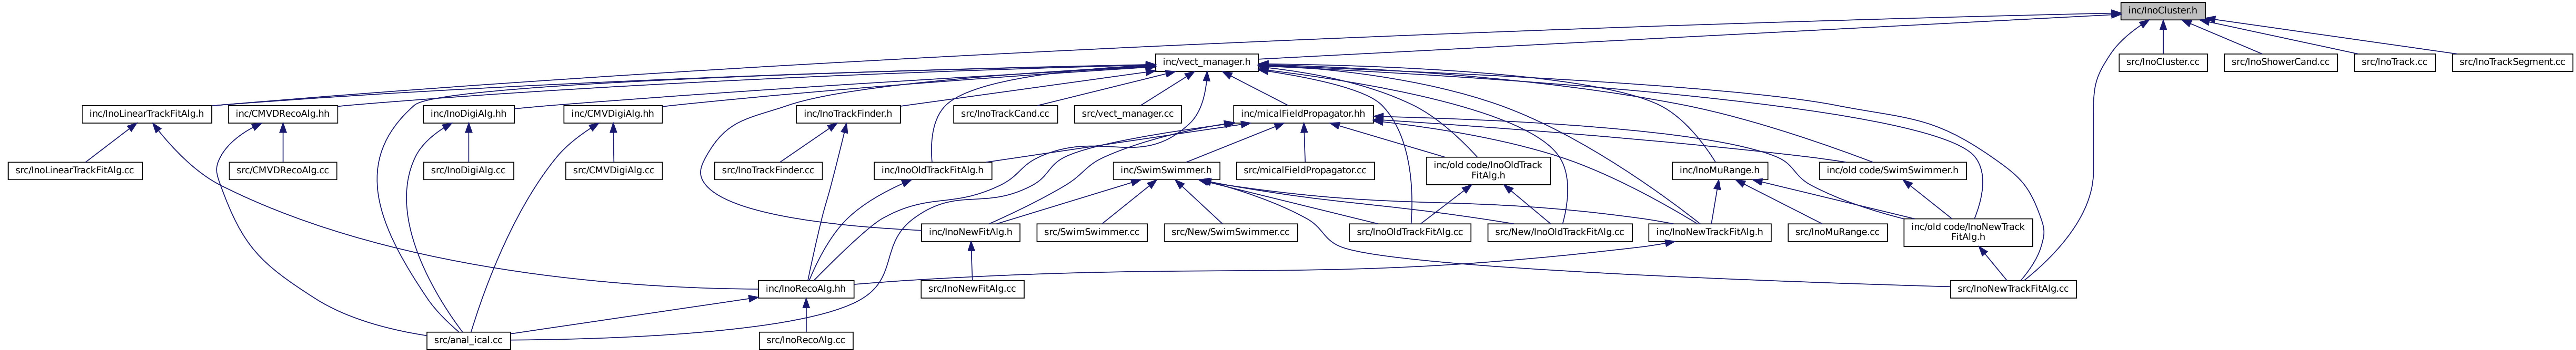 inc/InoCluster.h
inc/vect_manager.h
src/InoCluster.cc
src/InoShowerCand.cc
src/InoTrack.cc
src/InoTrackSegment.cc
inc/InoLinearTrackFitAlg.h
inc/CMVDRecoAlg.hh
inc/InoDigiAlg.hh
inc/CMVDigiAlg.hh
inc/InoTrackFinder.h
src/InoTrackCand.cc
src/vect_manager.cc
inc/micalFieldPropagator.hh
src/InoLinearTrackFitAlg.cc
src/CMVDRecoAlg.cc
src/InoDigiAlg.cc
src/CMVDigiAlg.cc
src/InoTrackFinder.cc
inc/InoOldTrackFitAlg.h
inc/SwimSwimmer.h
src/micalFieldPropagator.cc
inc/old code/InoOldTrack
FitAlg.h
inc/InoMuRange.h
inc/old code/SwimSwimmer.h
inc/InoNewFitAlg.h
src/SwimSwimmer.cc
src/New/SwimSwimmer.cc
src/InoOldTrackFitAlg.cc
src/New/InoOldTrackFitAlg.cc
inc/InoNewTrackFitAlg.h
src/InoMuRange.cc
inc/old code/InoNewTrack
FitAlg.h
inc/InoRecoAlg.hh
src/InoNewFitAlg.cc
src/InoNewTrackFitAlg.cc
src/anal_ical.cc
src/InoRecoAlg.cc